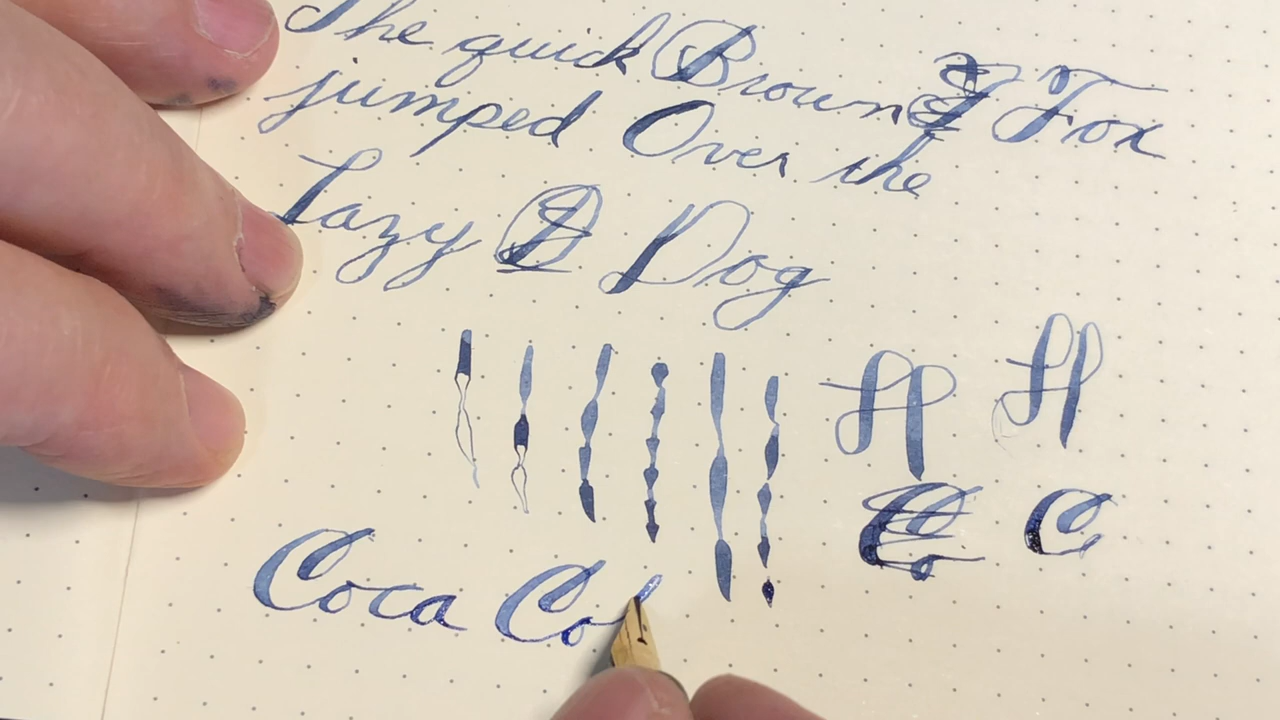 The quick Brown Fox
jumped Over the
Lazy Dog
H H
C C
Coca Co